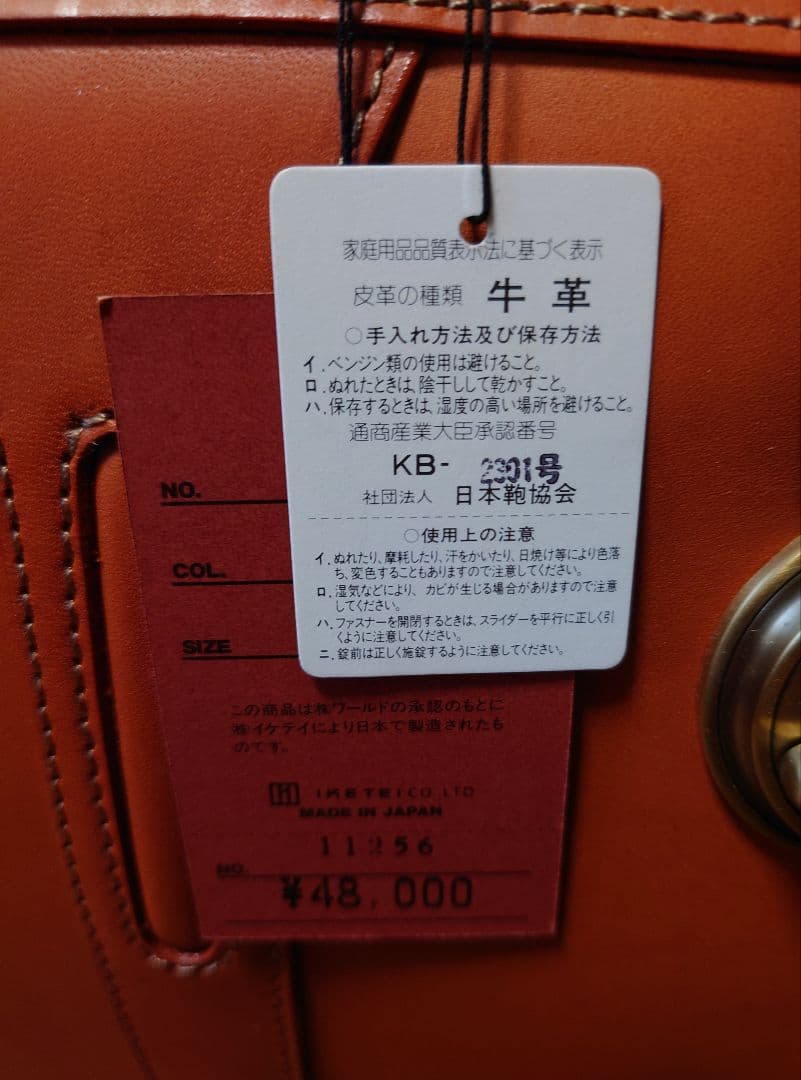 家庭用品品質表示法に基づく表示
皮革の種類 牛革
○手入れ方法及び保存方法
イ.ベンジン類の使用は避けること。
ロ.ぬれたときは、陰干しして乾かすこと。
ハ.保存するときは、湿度の高い場所を避けること。
通商産業大臣承認番号
KB- 2301号
社団法人 日本鞄協会
○使用上の注意
イ.ぬれたり、摩耗したり、汗をかいたり、日焼け等により色落
ち、変色することもありますので注意してください。
ロ.湿気などにより、カビが生じる場合がありますので注意
してください。
ハ.ファスナーを開閉するときは、スライダーを平行に正しく引
くように注意してください。
ニ.錠前は正しく施錠するように注意してください。
NO.
COL.
SIZE
この商品は㈱ワールドの承認のもとに
㈱イケテイにより日本で製造されたも
のです。
IKETEI CO. LTD
MADE IN JAPAN
11256
NO.
¥48,000